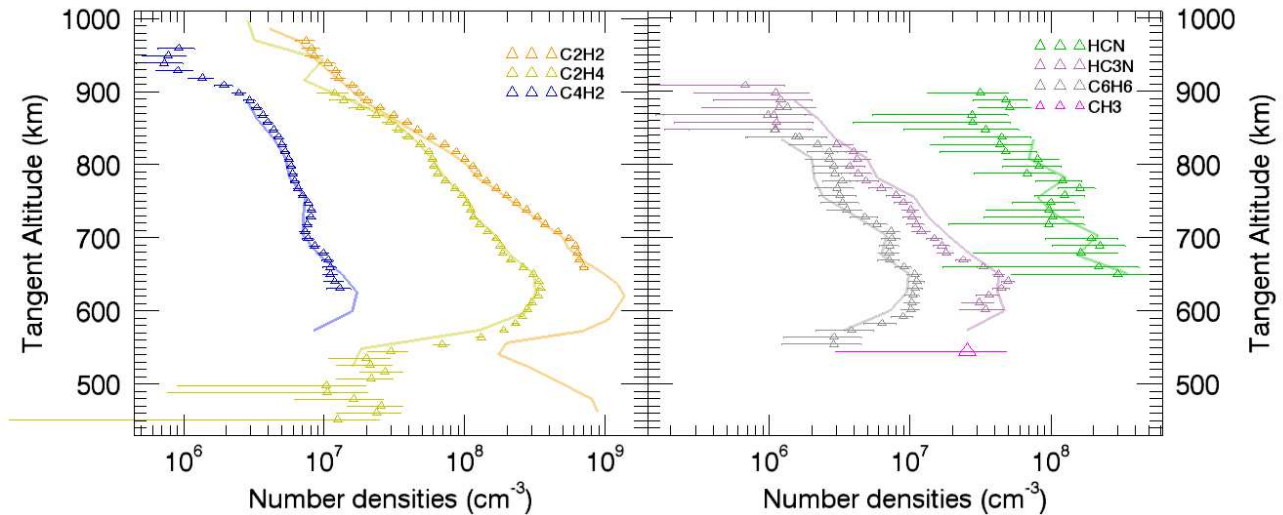 1000
900
800
700
600
500
Tangent Altitude (km)
C2H2
C2H4
C4H2
10^6 10^7 10^8 10^9
Number densities (cm^-3)
HCN
HC3N
C6H6
CH3
10^6 10^7 10^8
Number densities (cm^-3)
1000
900
800
700
600
500
Tangent Altitude (km)